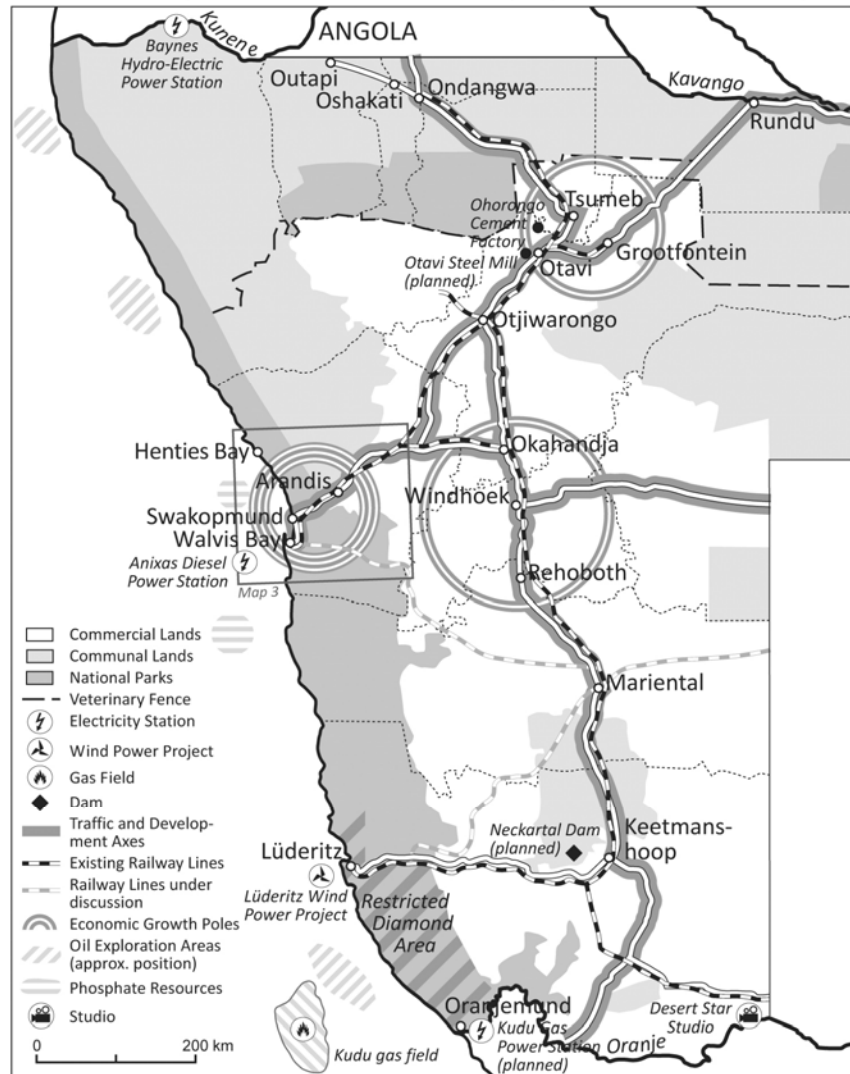 ANGOLA
Kunene
Baynes
Hydro-Electric
Power Station
Outapi
Oshakati
Ondangwa
Kavango
Rundu
Tsumeb
Ohorongo
Cement
Factory
Grootfontein
Otavi
Otavi Steel Mill
(planned)
Otjiwarongo
Henties Bay
Okahandja
Arandis
Windhoek
Swakopmund
Walvis Bay
Anixas Diesel
Power Station
Map 3
Rehoboth
Mariental
Commercial Lands
Communal Lands
National Parks
Veterinary Fence
Electricity Station
Wind Power Project
Gas Field
Dam
Traffic and Develop-
ment Axes
Existing Railway Lines
Railway Lines under
discussion
Economic Growth Poles
Oil Exploration Areas
(approx. position)
Phosphate Resources
Studio
0 200 km
Neckartal Dam
(planned)
Keetmans-
hoop
Lüderitz
Lüderitz Wind
Power Project
Restricted
Diamond
Area
Oranjemund
Kudu Gas
Power Station
(planned)
Oranje
Desert Star
Studio
Kudu gas field